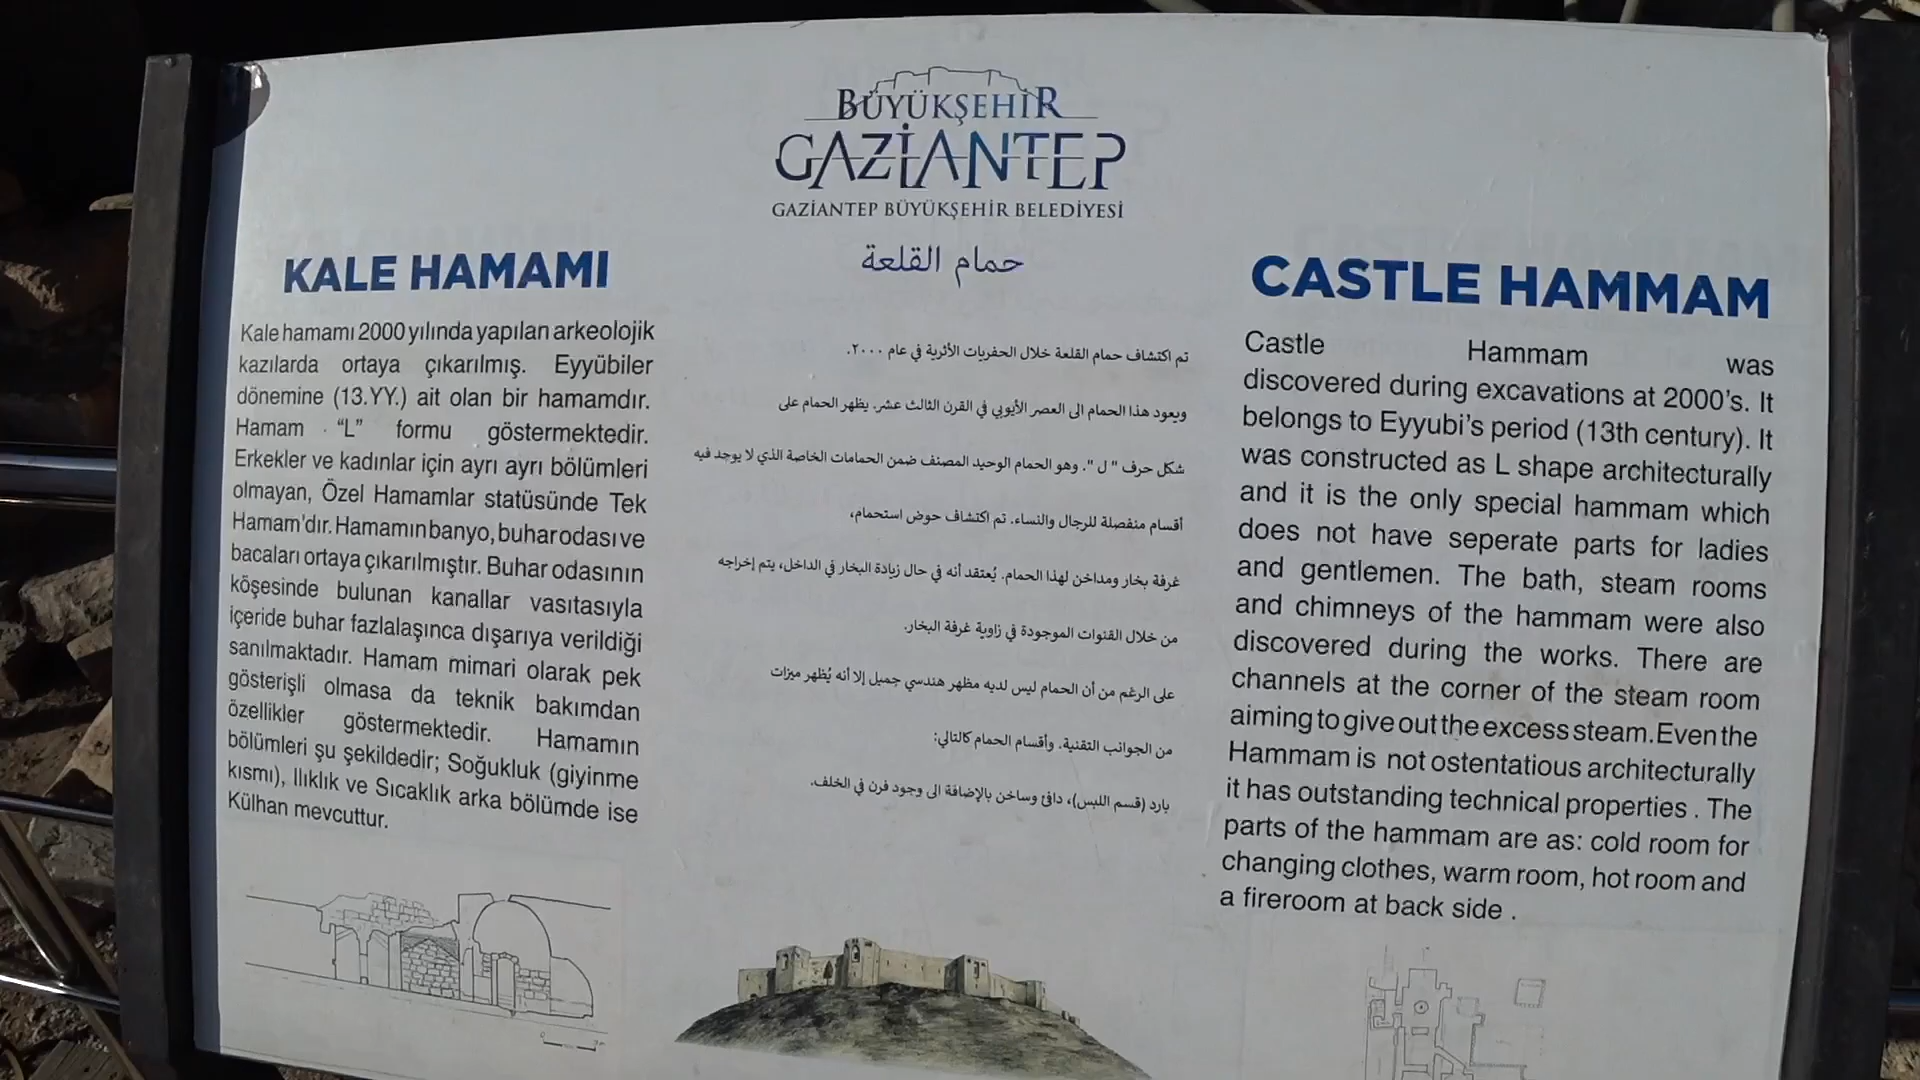 BÜYÜKŞEHİR
GAZİANTEP
GAZİANTEP BÜYÜKŞEHİR BELEDİYESİ
KALE HAMAMI
Kale hamamı 2000 yılında yapılan arkeolojik
kazılarda ortaya çıkarılmış. Eyyübiler
dönemine (13.YY.) ait olan bir hamamdır.
Hamam "L" formu göstermektedir.
Erkekler ve kadınlar için ayrı ayrı bölümleri
olmayan, Özel Hamamlar statüsünde Tek
Hamam'dır. Hamamın banyo, buhar odası ve
bacaları ortaya çıkarılmıştır. Buhar odasının
köşesinde bulunan kanallar vasıtasıyla
içeride buhar fazlalaşınca dışarıya verildiği
sanılmaktadır. Hamam mimari olarak pek
gösterişli olmasa da teknik bakımdan
özellikler göstermektedir. Hamamın
bölümleri şu şekildedir; Soğukluk (giyinme
kısmı), Ilıklık ve Sıcaklık arka bölümde ise
Külhan mevcuttur.
حمام القلعة
تم اكتشاف حمام القلعة خلال الحفريات الأثرية في عام ٢٠٠٠.
ويعود هذا الحمام الى العصر الأيوبي في القرن الثالث عشر. يظهر الحمام على
شكل حرف " ل ". وهو الحمام الوحيد المصنف ضمن الحمامات الخاصة الذي لا يوجد فيه
أقسام منفصلة للرجال والنساء. تم اكتشاف حوض استحمام،
غرفة بخار ومداخن لهذا الحمام. يُعتقد أنه في حال زيادة البخار في الداخل، يتم إخراجه
من خلال القنوات الموجودة في زاوية غرفة البخار.
على الرغم من أن الحمام ليس لديه مظهر هندسي جميل إلا أنه يُظهر ميزات
من الجوانب التقنية. وأقسام الحمام كالتالي:
بارد (قسم اللبس)، دافئ وساخن بالإضافة الى وجود فرن في الخلف.
CASTLE HAMMAM
Castle Hammam was
discovered during excavations at 2000's. It
belongs to Eyyubi's period (13th century). It
was constructed as L shape architecturally
and it is the only special hammam which
does not have seperate parts for ladies
and gentlemen. The bath, steam rooms
and chimneys of the hammam were also
discovered during the works. There are
channels at the corner of the steam room
aiming to give out the excess steam. Even the
Hammam is not ostentatious architecturally
it has outstanding technical properties . The
parts of the hammam are as: cold room for
changing clothes, warm room, hot room and
a fireroom at back side .